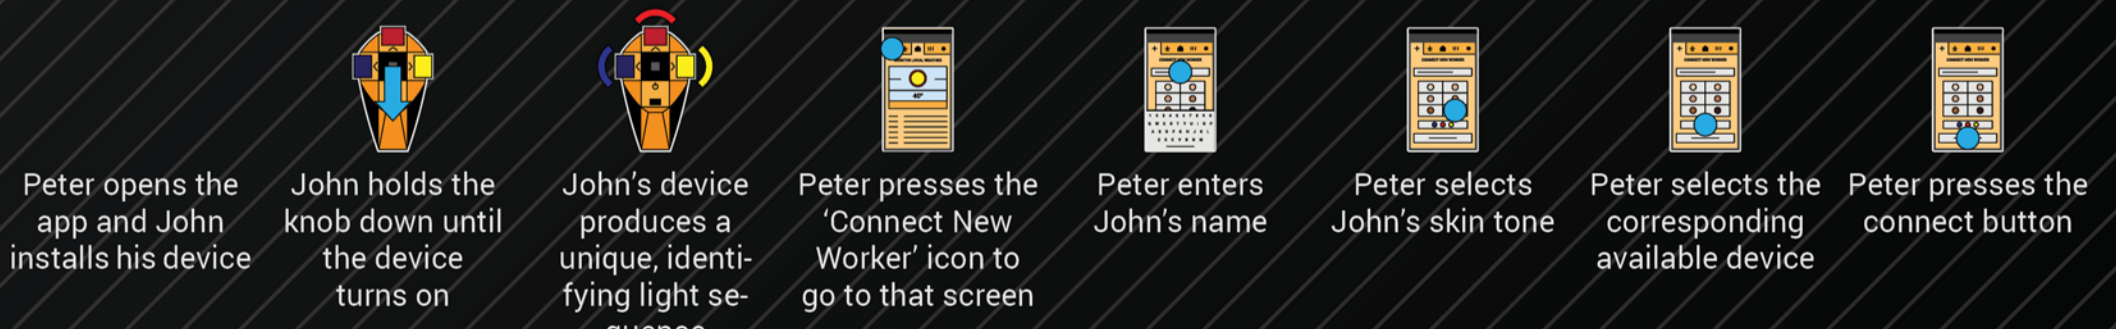 Peter opens the
app and John
installs his device
John holds the
knob down until
the device
turns on
John's device
produces a
unique, identi-
fying light se-
quence
Peter presses the
'Connect New
Worker' icon to
go to that screen
Peter enters
John's name
Peter selects
John's skin tone
Peter selects the
corresponding
available device
Peter presses the
connect button